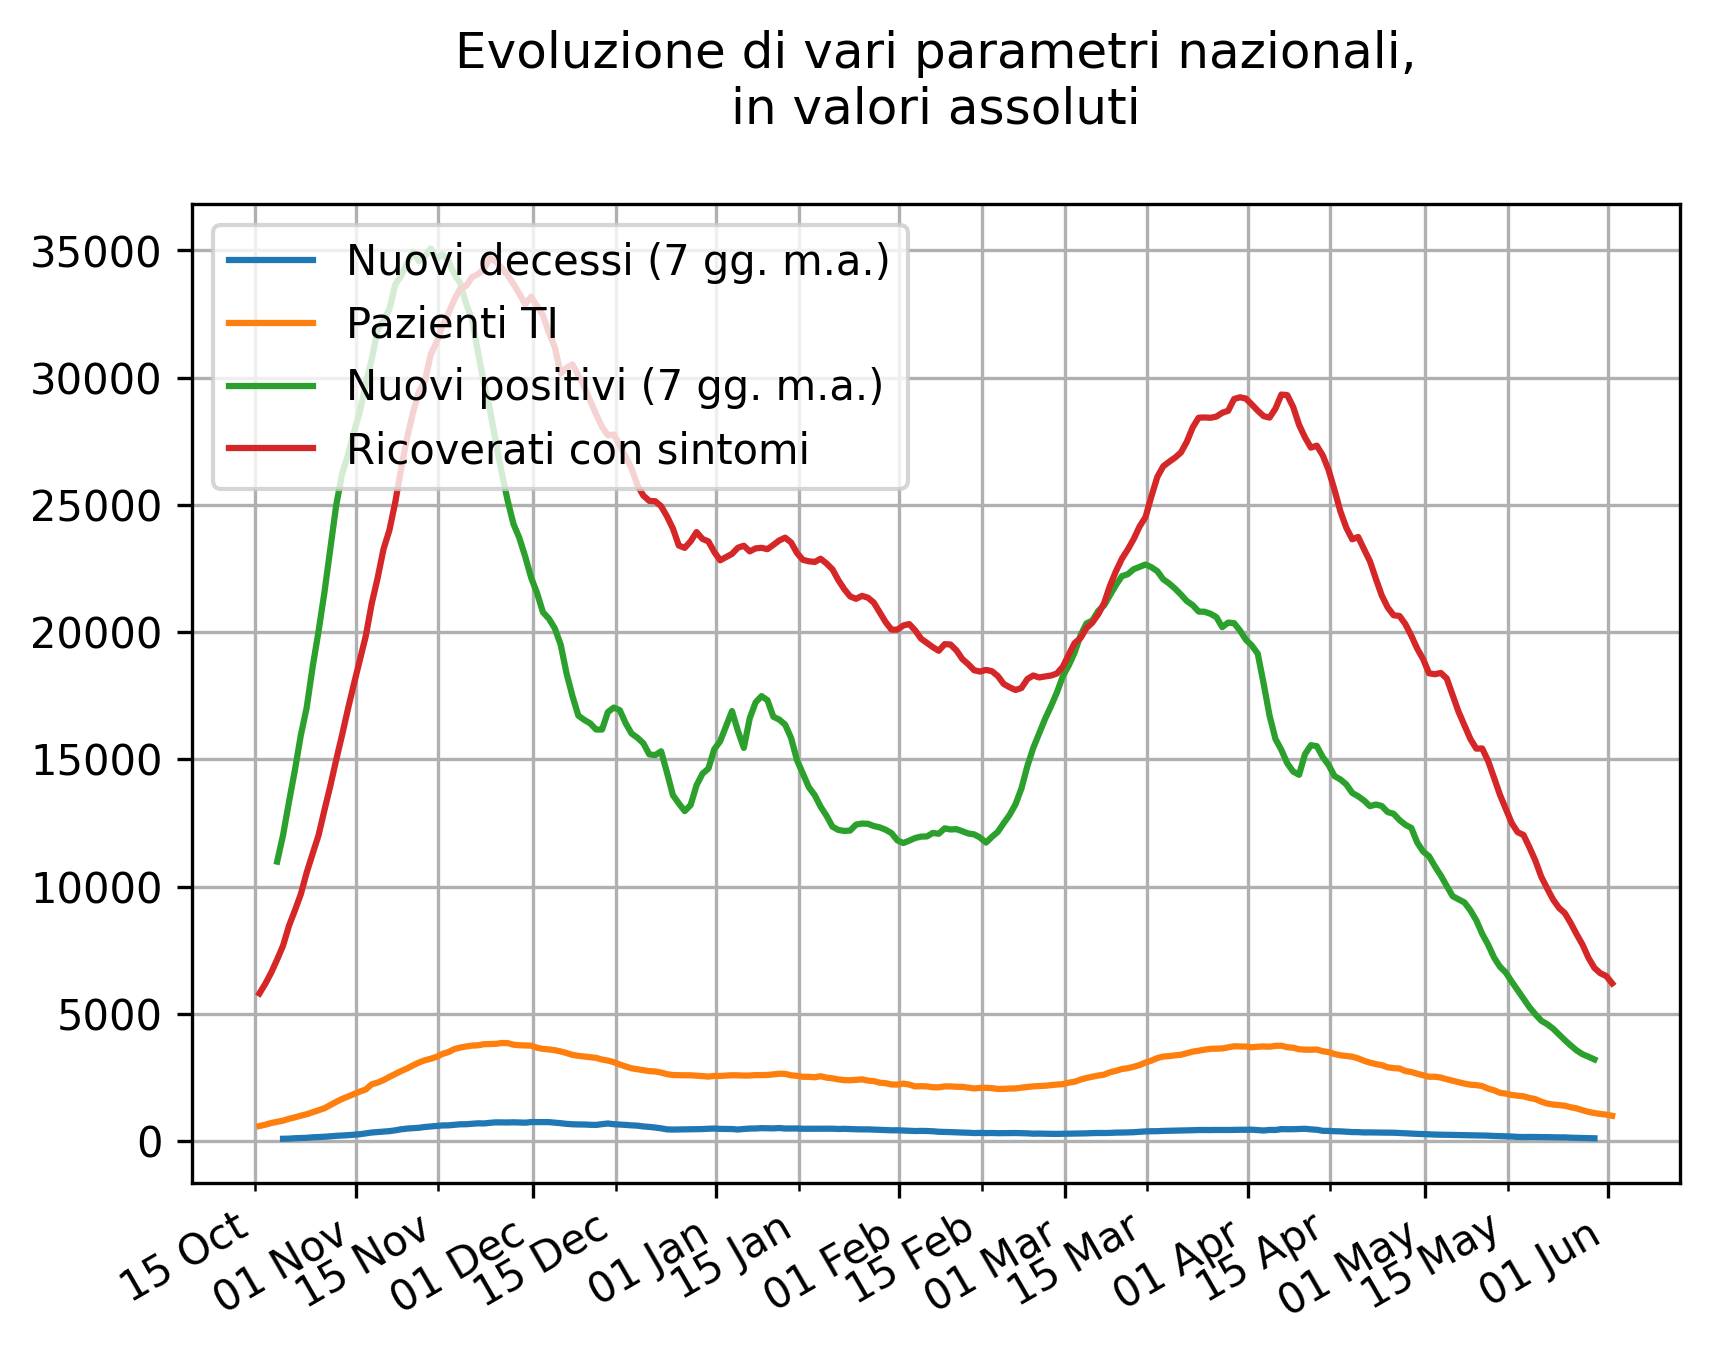 Evoluzione di vari parametri nazionali,
in valori assoluti
35000
30000
25000
20000
15000
10000
5000
0
Nuovi decessi (7 gg. m.a.)
Pazienti TI
Nuovi positivi (7 gg. m.a.)
Ricoverati con sintomi
15 Oct
01 Nov
15 Nov
01 Dec
15 Dec
01 Jan
15 Jan
01 Feb
15 Feb
01 Mar
15 Mar
01 Apr
15 Apr
01 May
15 May
01 Jun